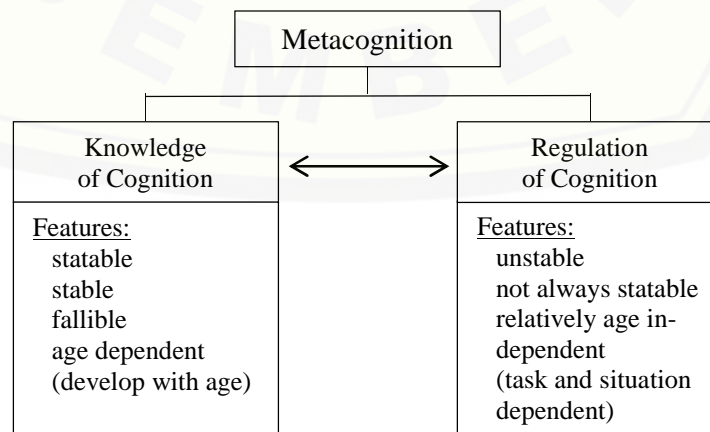 Metacognition
Knowledge
of Cognition
Features:
statable
stable
fallible
age dependent
(develop with age)
Regulation
of Cognition
Features:
unstable
not always statable
relatively age in-
dependent
(task and situation
dependent)